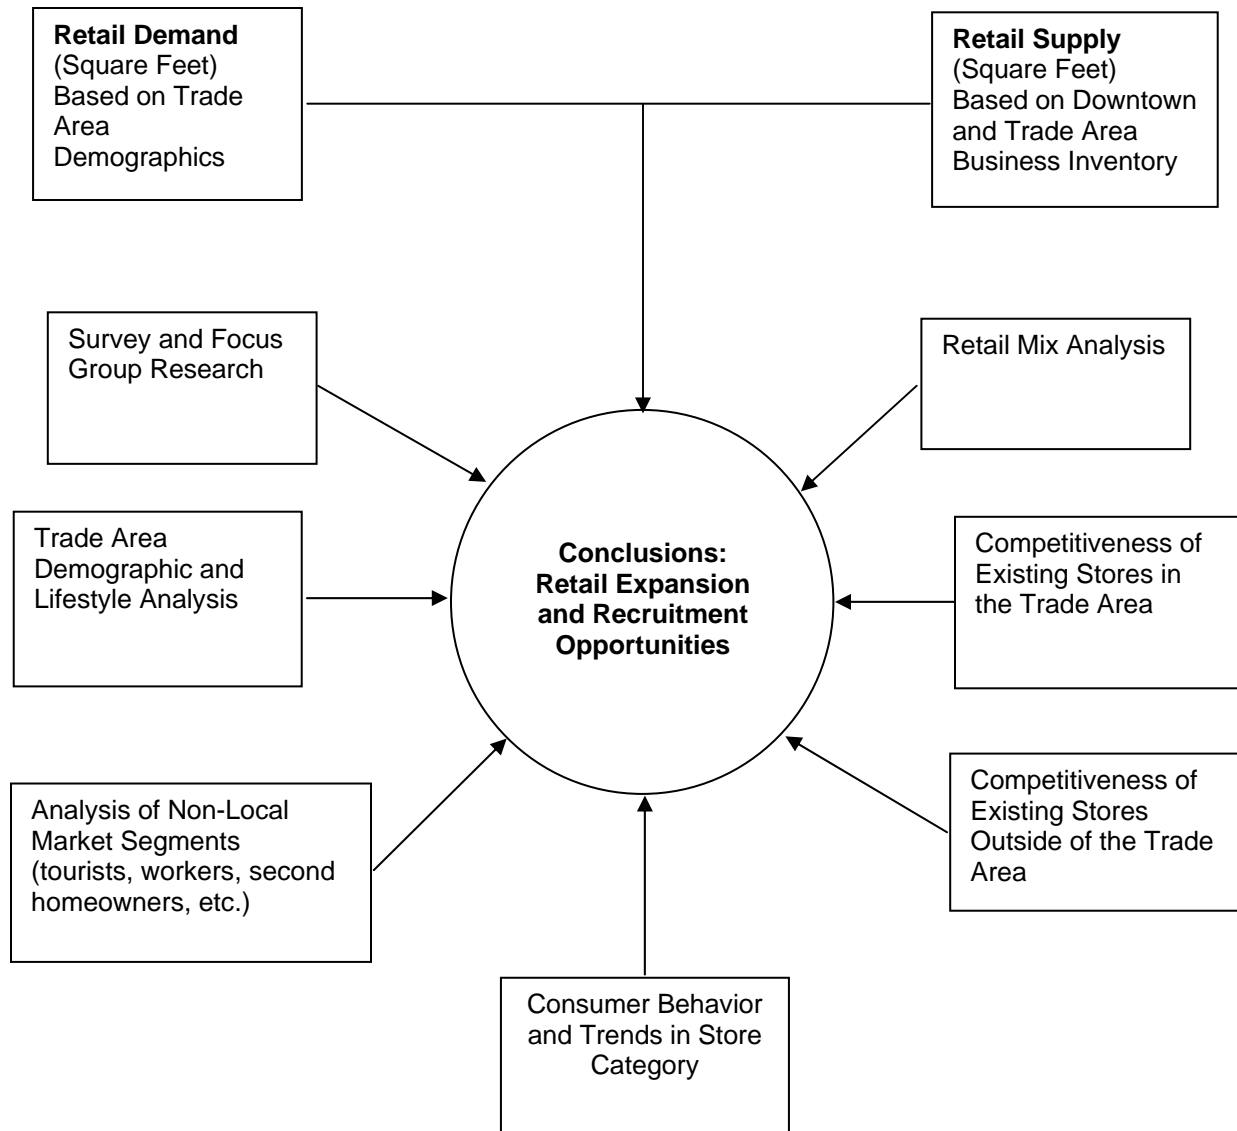 Retail Demand
(Square Feet)
Based on Trade
Area
Demographics
Retail Supply
(Square Feet)
Based on Downtown
and Trade Area
Business Inventory
Survey and Focus
Group Research
Retail Mix Analysis
Trade Area
Demographic and
Lifestyle Analysis
Conclusions:
Retail Expansion
and Recruitment
Opportunities
Competitiveness of
Existing Stores in
the Trade Area
Analysis of Non-Local
Market Segments
(tourists, workers, second
homeowners, etc.)
Competitiveness of
Existing Stores
Outside of the Trade
Area
Consumer Behavior
and Trends in Store
Category